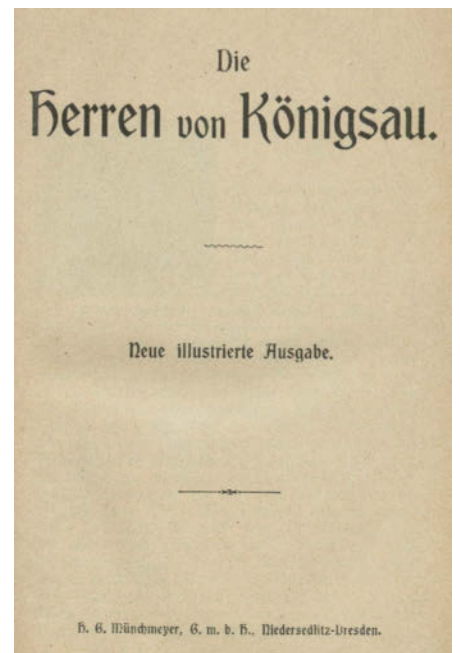 Die
Herren von Königsau.
Neue illustrierte Ausgabe.
H. G. Münchmeyer, G. m. b. H., Niedersedlitz-Dresden.